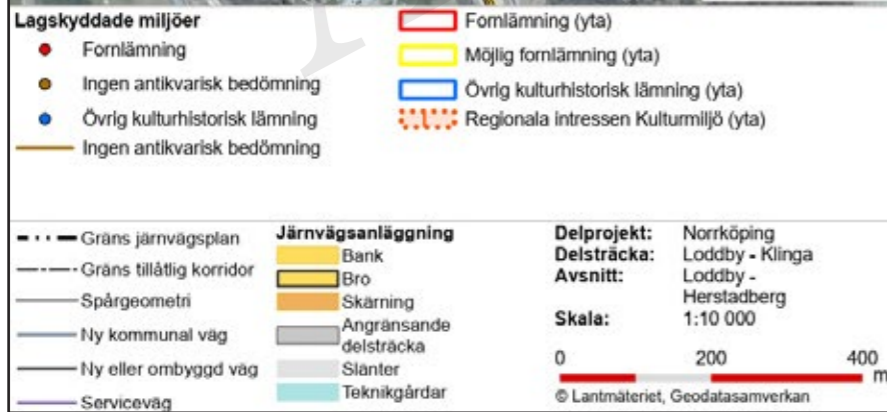 Lagskyddade miljöer
Fornlämning
Ingen antikvarisk bedömning
Övrig kulturhistorisk lämning
Ingen antikvarisk bedömning
Fornlämning (yta)
Möjlig fornlämning (yta)
Övrig kulturhistorisk lämning (yta)
Regionala intressen Kulturmiljö (yta)
Gräns järnvägsplan
Gräns tillåtlig korridor
Spårgeometri
Ny kommunal väg
Ny eller ombyggd väg
Serviceväg
Järnvägsanläggning
Bank
Bro
Skärning
Angränsande
delsträcka
Slänter
Teknikgårdar
Delprojekt: Norrköping
Delsträcka: Loddby - Klinga
Avsnitt: Loddby -
Herstadberg
Skala: 1:10 000
0 200 400
m
© Lantmäteriet, Geodatasamverkan